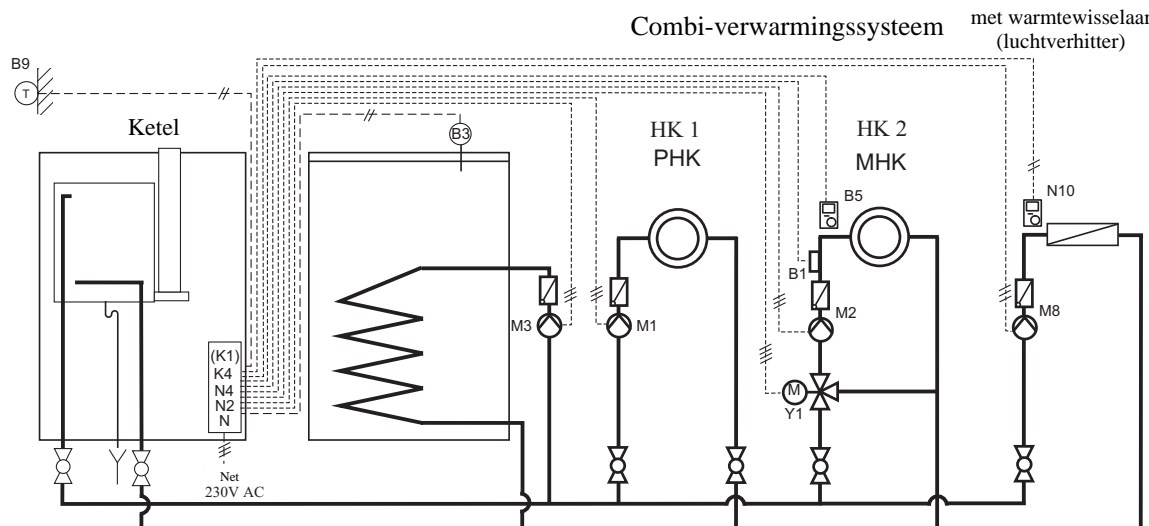 Combi-verwarmingssysteem
met warmtewisselaar
(luchtverhitter)
B9
T
Ketel
B3
HK 1
PHK
HK 2
MHK
B5
N10
B1
M3
M1
M2
M8
(K1)
K4
N4
N2
N
M
Y1
Net
230V AC